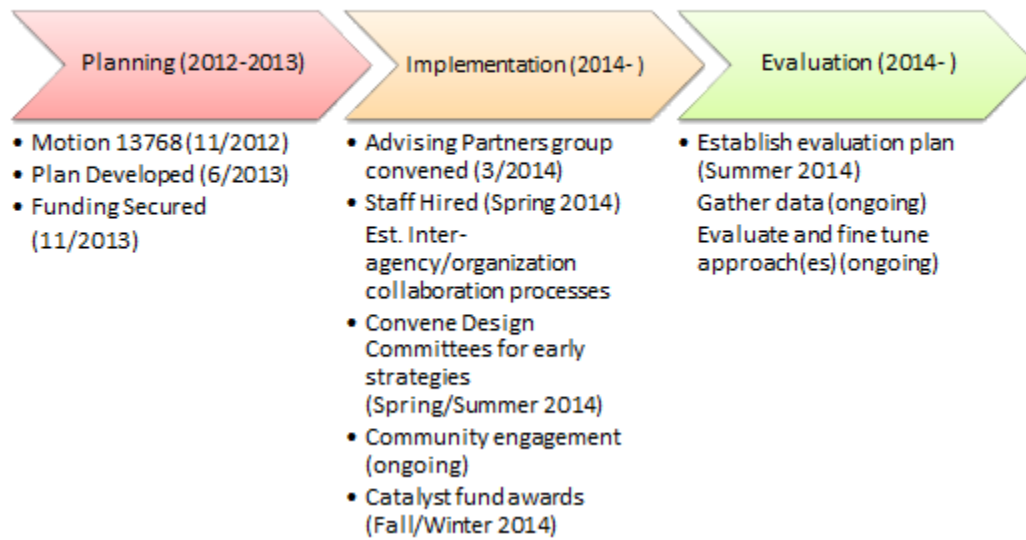 Planning (2012-2013)
• Motion 13768 (11/2012)
• Plan Developed (6/2013)
• Funding Secured
(11/2013)
Implementation (2014- )
• Advising Partners group
convened (3/2014)
• Staff Hired (Spring 2014)
Est. Inter-
agency/organization
collaboration processes
• Convene Design
Committees for early
strategies
(Spring/Summer 2014)
• Community engagement
(ongoing)
• Catalyst fund awards
(Fall/Winter 2014)
Evaluation (2014- )
• Establish evaluation plan
(Summer 2014)
Gather data (ongoing)
Evaluate and fine tune
approach(es) (ongoing)